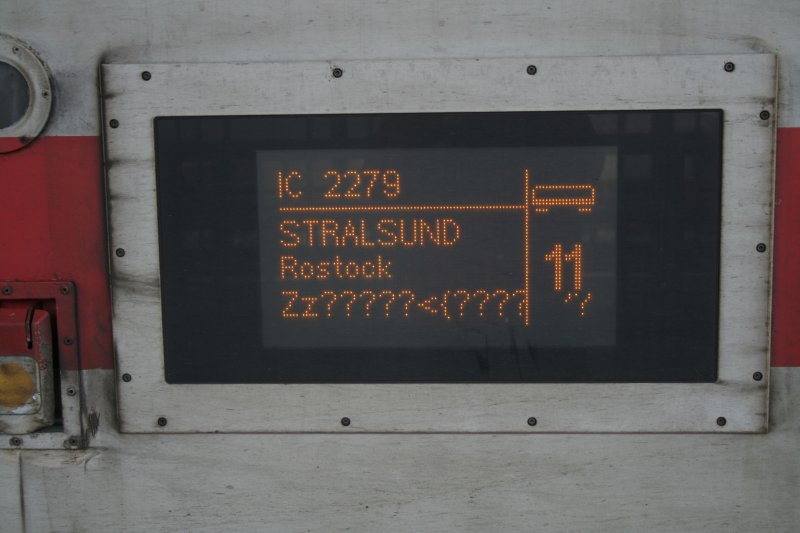 IC 2279
STRALSUND
Rostock
11
Zz?????<(???? ´/